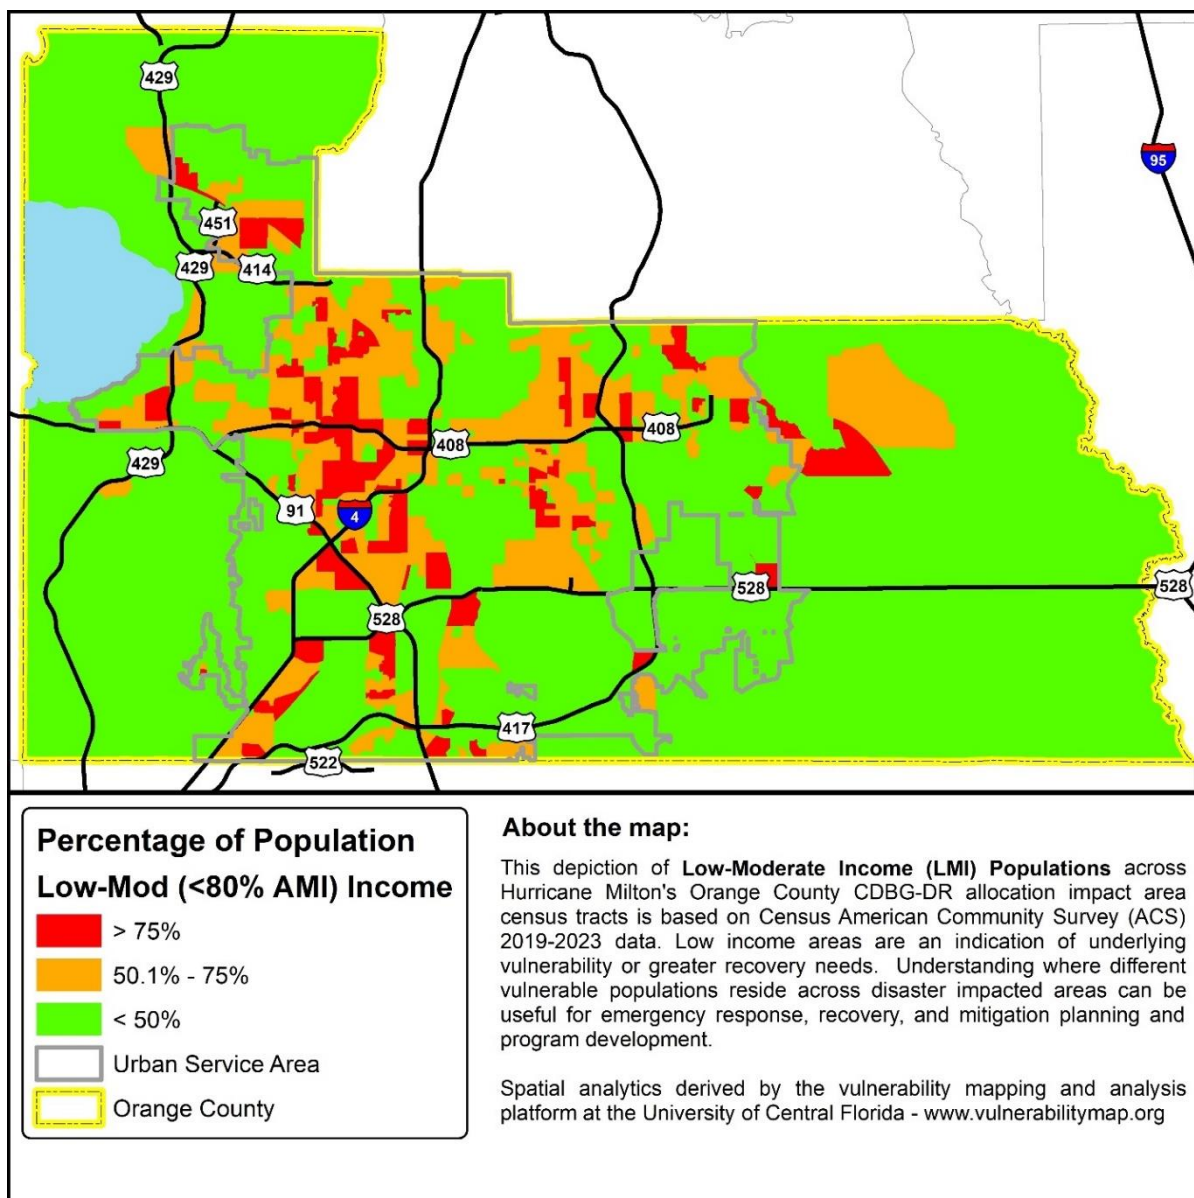 429
95
451
429
414
408
408
429
91
4
528
528
528
417
522
Percentage of Population
Low-Mod (<80% AMI) Income
> 75%
50.1% - 75%
< 50%
Urban Service Area
Orange County
About the map:
This depiction of Low-Moderate Income (LMI) Populations across
Hurricane Milton's Orange County CDBG-DR allocation impact area
census tracts is based on Census American Community Survey (ACS)
2019-2023 data. Low income areas are an indication of underlying
vulnerability or greater recovery needs. Understanding where different
vulnerable populations reside across disaster impacted areas can be
useful for emergency response, recovery, and mitigation planning and
program development.
Spatial analytics derived by the vulnerability mapping and analysis
platform at the University of Central Florida - www.vulnerabilitymap.org